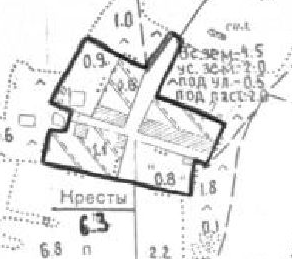 1.0
0.9
0.8
1.1
0.8
1.8
0.1
Вс.зем-4.5
ус. зем-2.0
под ул-0.5
под паст-2.0
Кресты
6.3
6.8 п
2.2